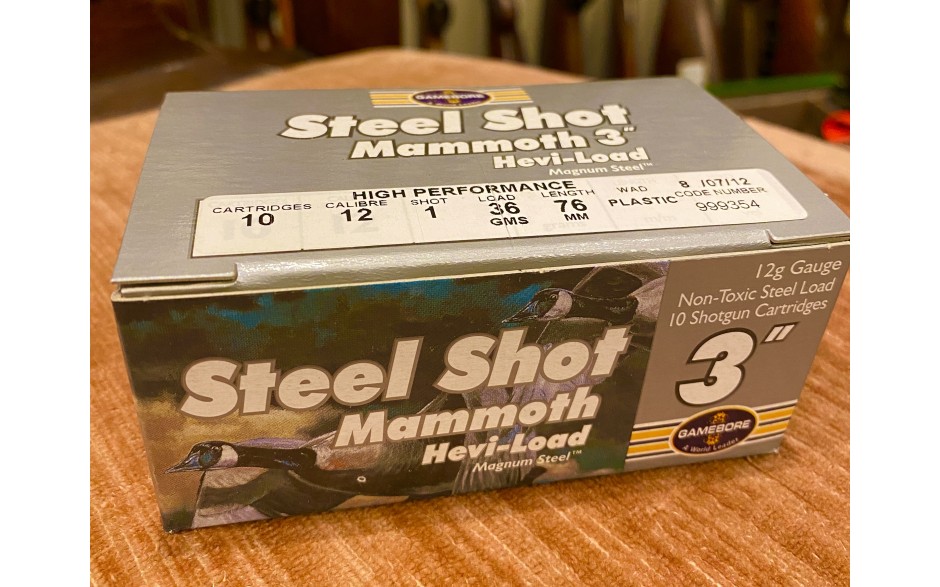 GAMEBORE
Steel Shot
Mammoth 3"
Hevi-Load
Magnum Steel™
HIGH PERFORMANCE
CARTRIDGES CALIBRE SHOT LOAD LENGTH WAD 8 /07/12
10 12 1 36 76 PLASTIC CODE NUMBER
GMS MM 999354
12g Gauge
Non-Toxic Steel Load
10 Shotgun Cartridges
3"
Steel Shot
Mammoth
Hevi-Load
Magnum Steel™
GAMEBORE
A World Leader